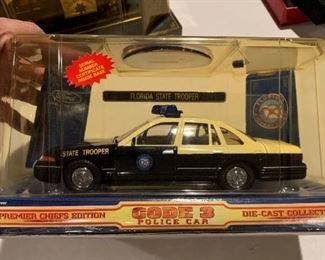 SERIAL
NUMBER
CERTIFICATE
INSIDE BASE
FLORIDA STATE TROOPER
STATE TROOPER
PREMIER CHIEFS EDITION
CODE 3
POLICE CAR
DIE-CAST COLLECT